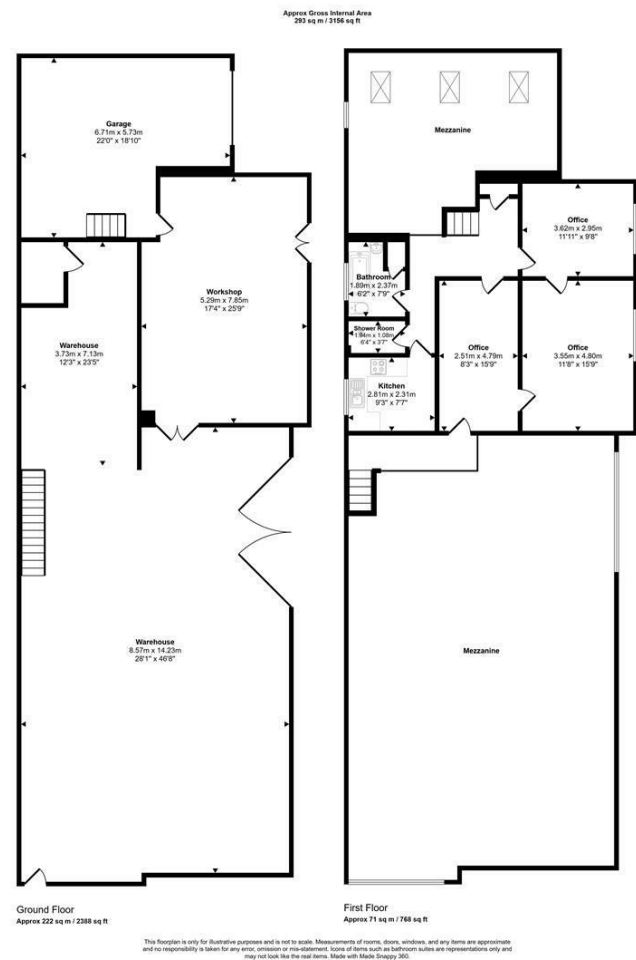 Approx Gross Internal Area
293 sq m / 3156 sq ft
Garage
6.71m x 5.73m
22'0" x 18'10"
Workshop
5.29m x 7.85m
17'4" x 25'9"
Warehouse
3.73m x 7.13m
12'3" x 23'5"
Warehouse
8.57m x 14.23m
28'1" x 46'8"
Ground Floor
Approx 222 sq m / 2388 sq ft
Mezzanine
Office
3.62m x 2.95m
11'11" x 9'8"
Bathroom
1.89m x 2.37m
6'2" x 7'9"
Shower Room
1.94m x 1.08m
6'4" x 3'7"
Kitchen
2.81m x 2.31m
9'3" x 7'7"
Office
2.51m x 4.79m
8'3" x 15'9"
Office
3.55m x 4.80m
11'8" x 15'9"
Mezzanine
First Floor
Approx 71 sq m / 768 sq ft
This floorplan is only for illustrative purposes and is not to scale. Measurements of rooms, doors, windows, and any items are approximate
and no responsibility is taken for any error, omission or mis-statement. Icons of items such as bathroom suites are representations only and
may not look like the real items. Made with Made Snappy 360.